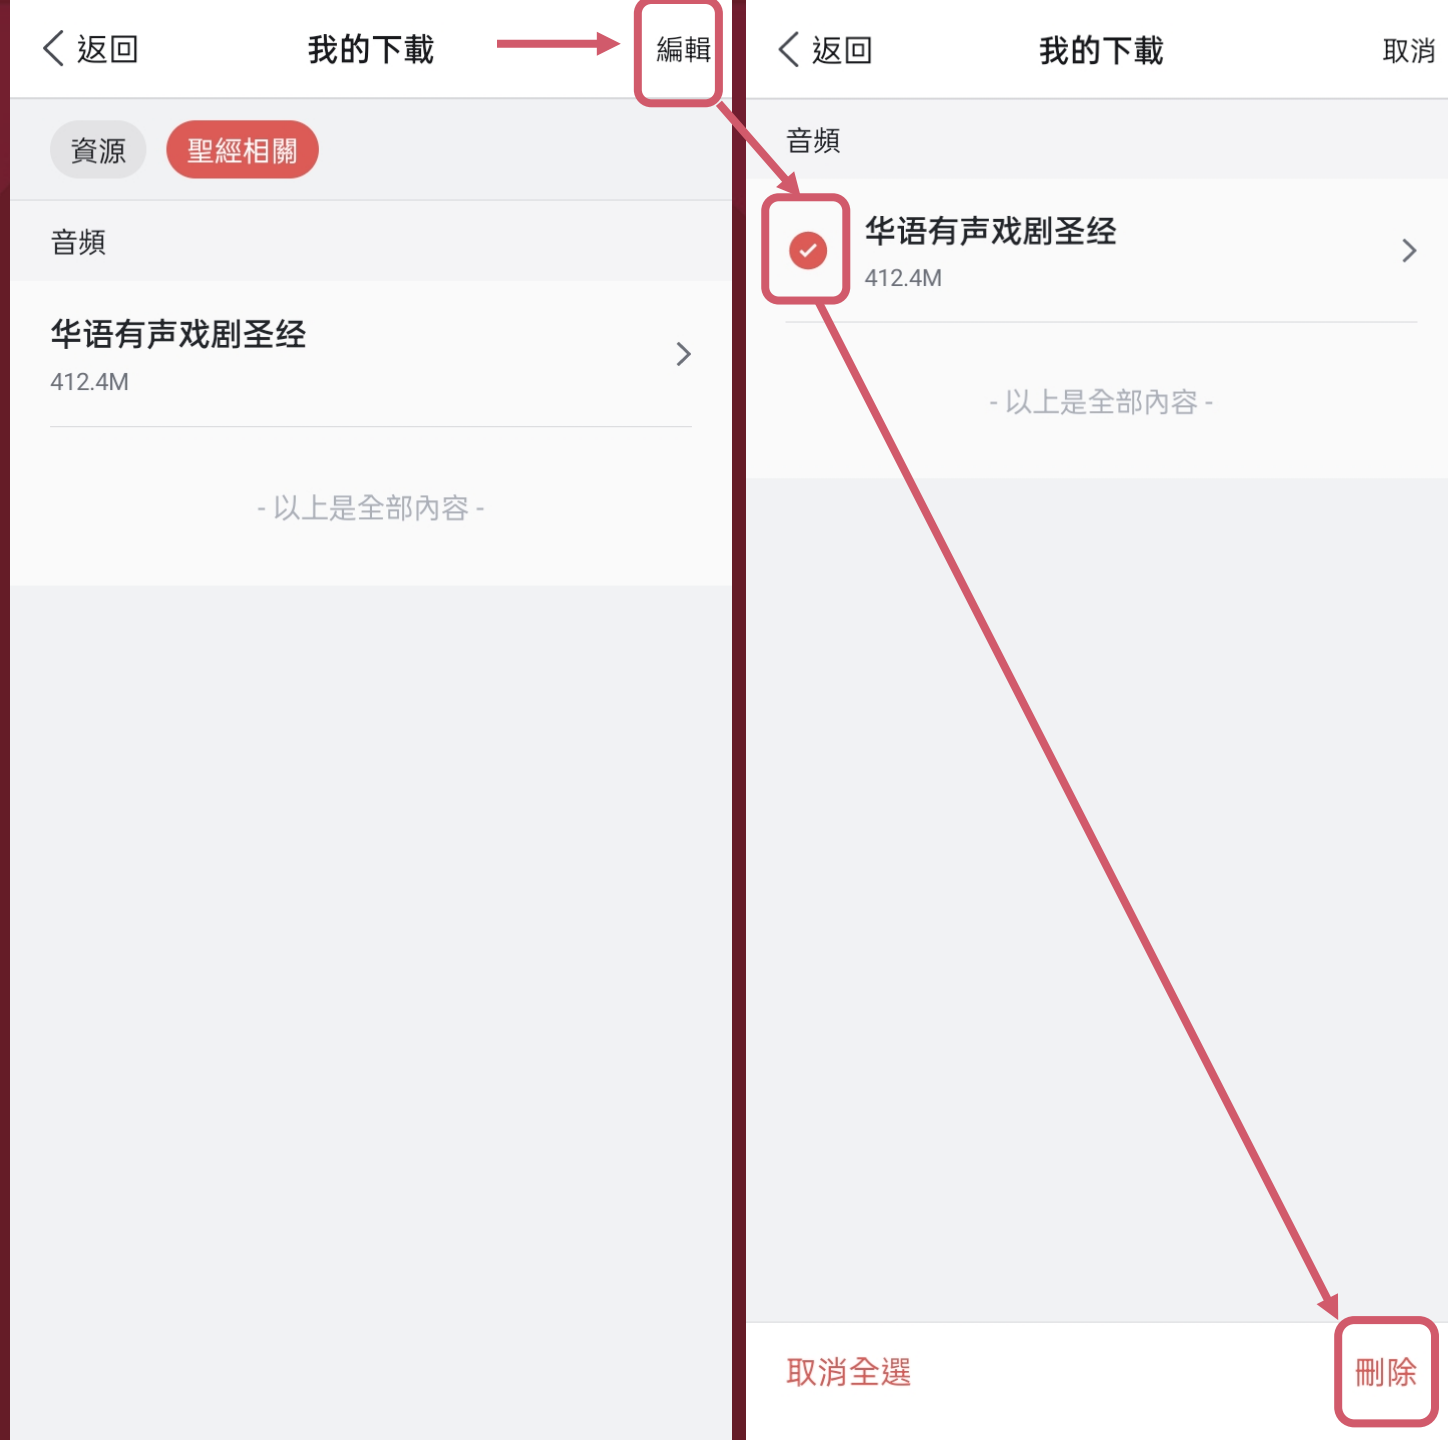 返回
我的下載
編輯
資源
聖經相關
音頻
华语有声戏剧圣经
412.4M
- 以上是全部內容 -
返回
我的下載
取消
音頻
华语有声戏剧圣经
412.4M
- 以上是全部內容 -
取消全選
刪除